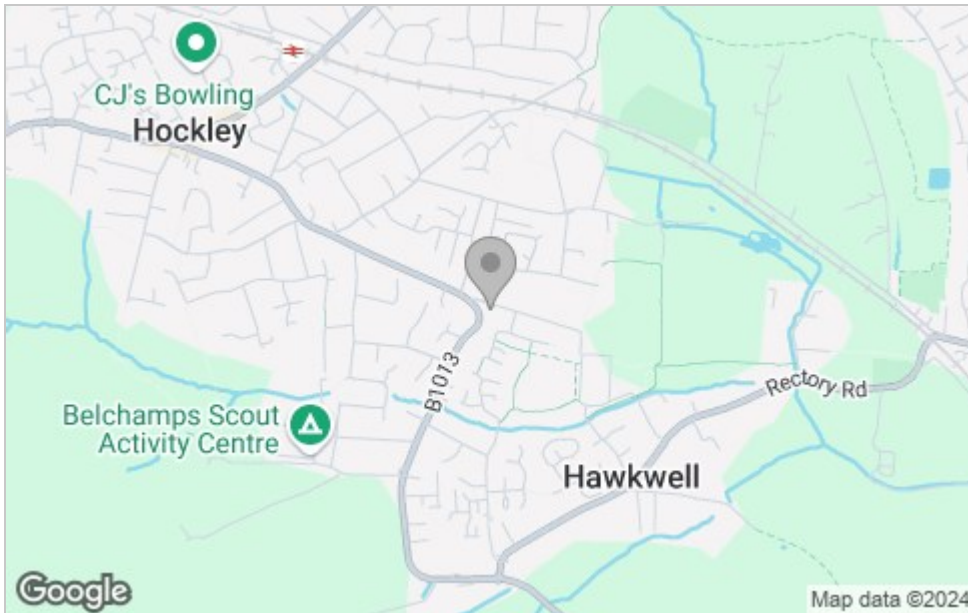 CJ's Bowling
Hockley
B1013
Rectory Rd
Belchamps Scout
Activity Centre
Hawkwell
Google
Map data ©2024